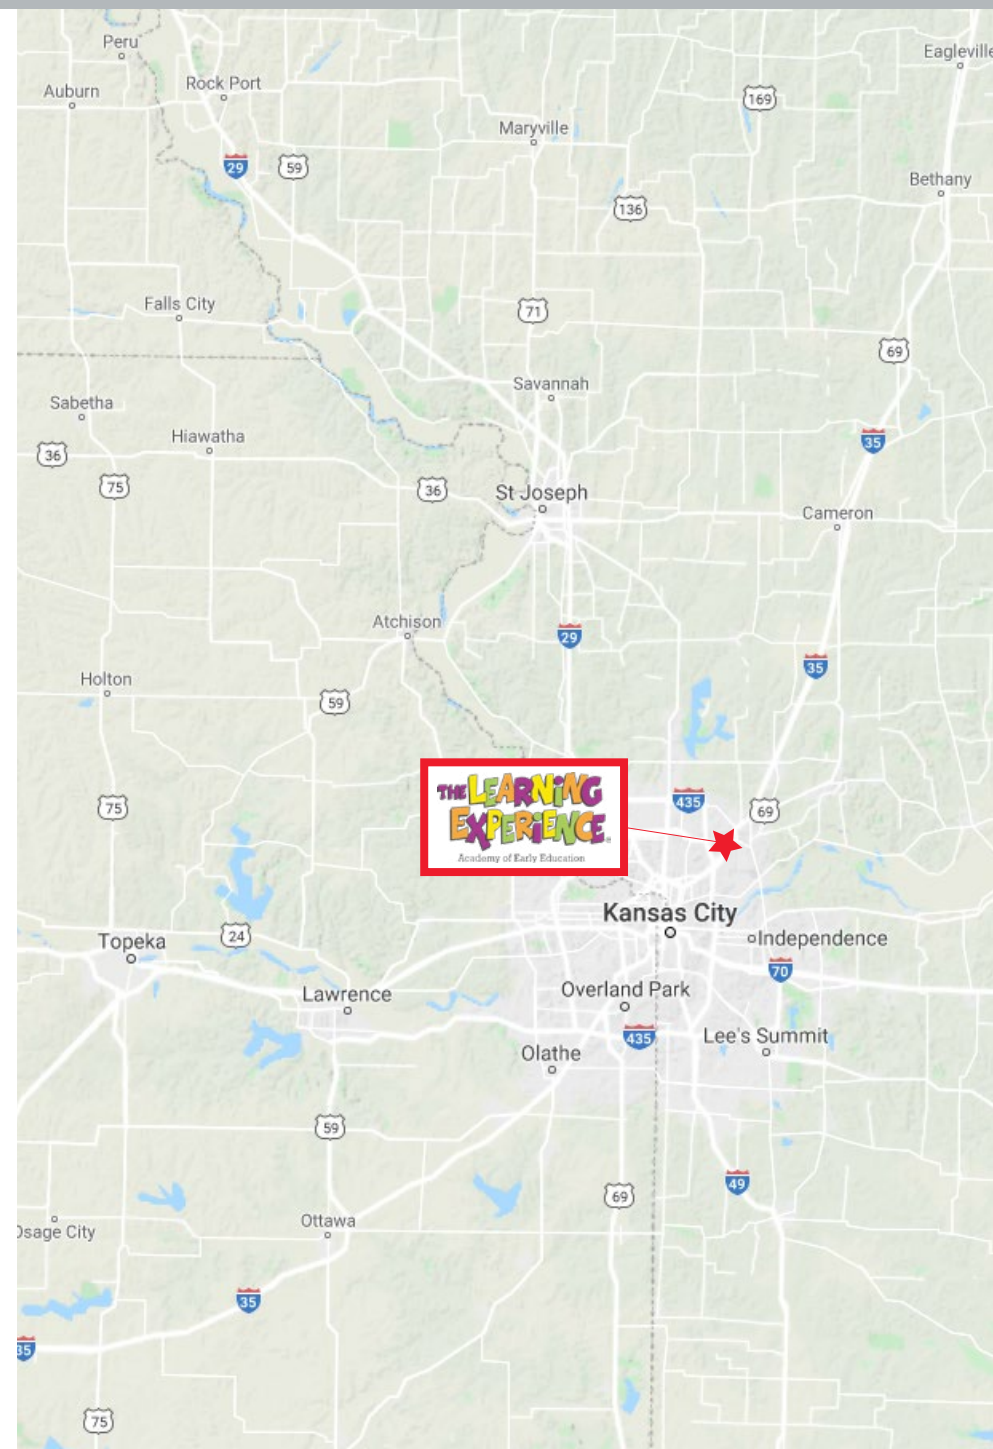 Peru
Eagleville
Auburn
Rock Port
169
Maryville
29
59
Bethany
136
Falls City
71
69
Savannah
Sabetha
Hiawatha
35
36
75
36
St Joseph
Cameron
Atchison
29
35
Holton
59
THE LEARNING
EXPERIENCE®
Academy of Early Education
435
69
75
Kansas City
24
Topeka
Independence
70
Lawrence
Overland Park
435
Lee's Summit
Olathe
59
49
69
Osage City
Ottawa
35
35
75